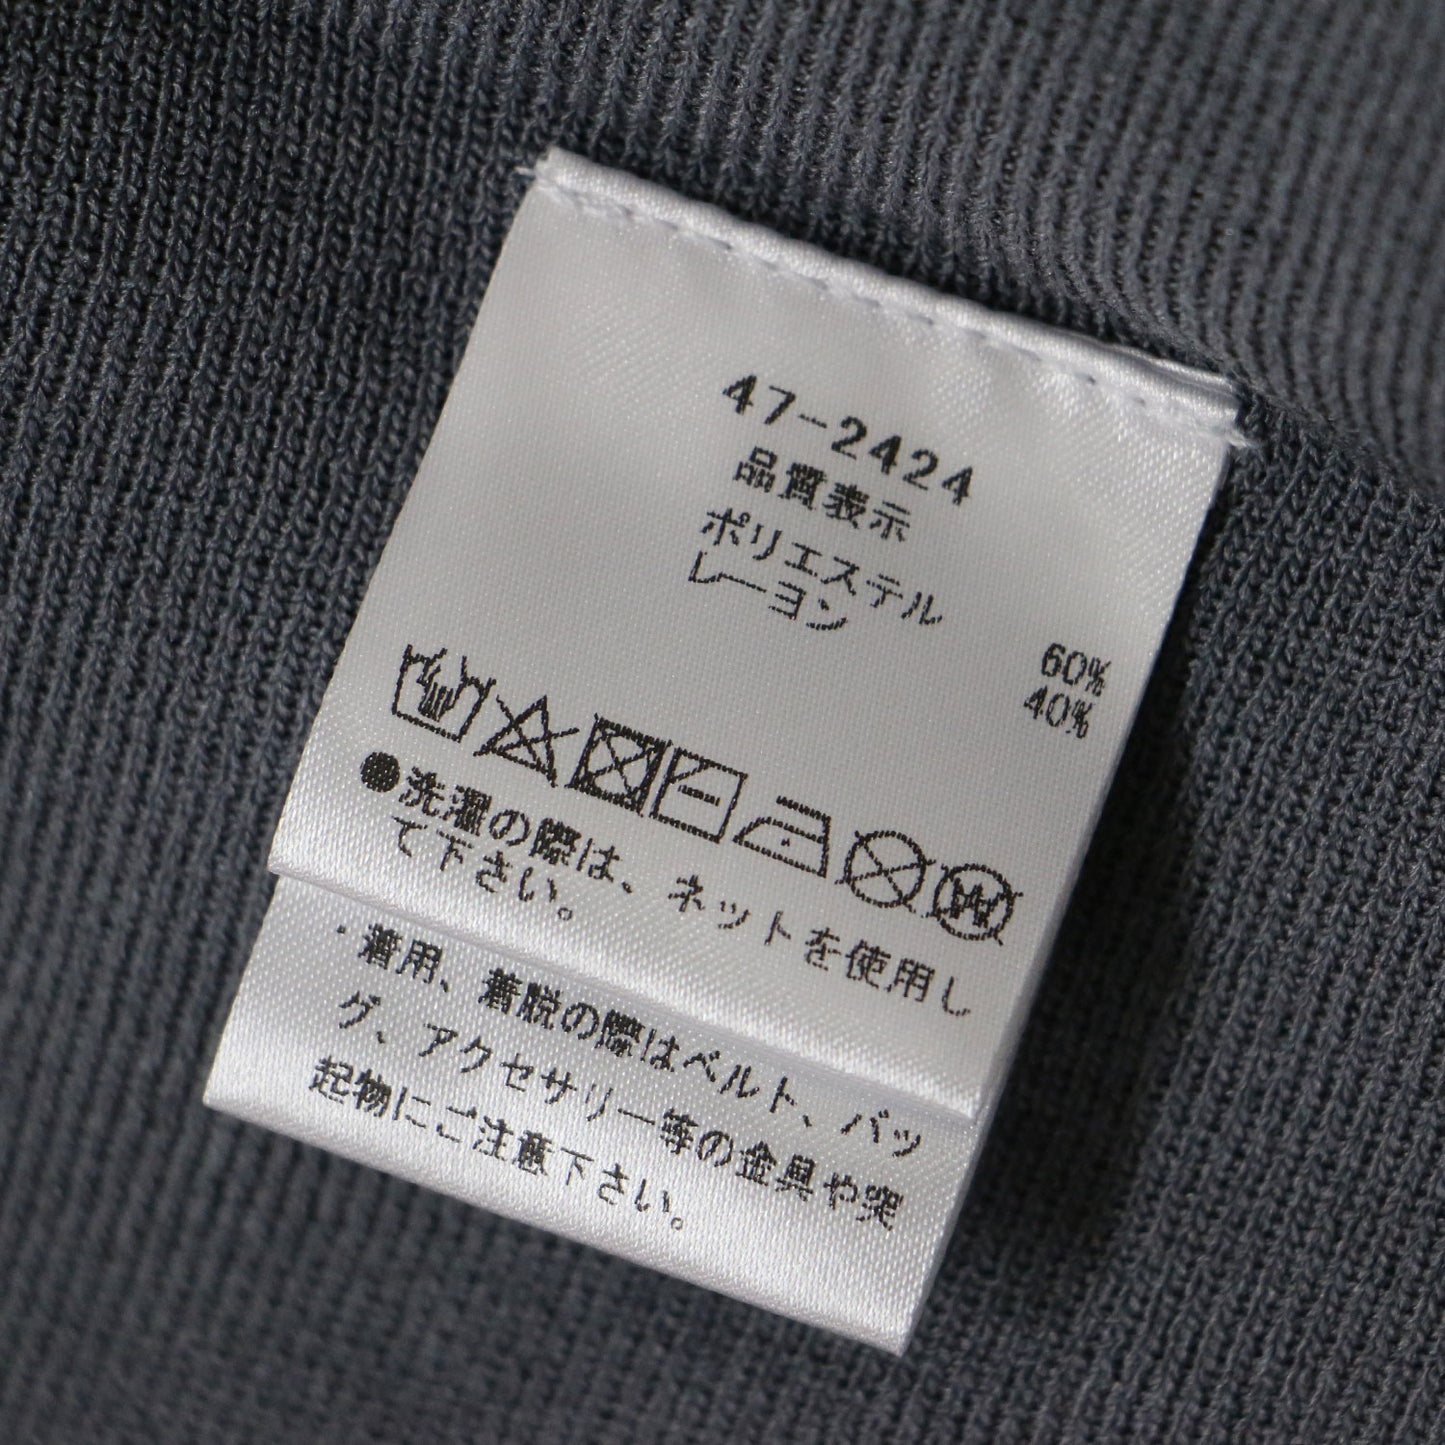 47-2424
品質表示
ポリエステル 60%
レーヨン 40%
W
●洗濯の際は、ネットを使用し
て下さい。
・着用、着脱の際はベルト、バッ
グ、アクセサリー等の金具や突
起物にご注意下さい。